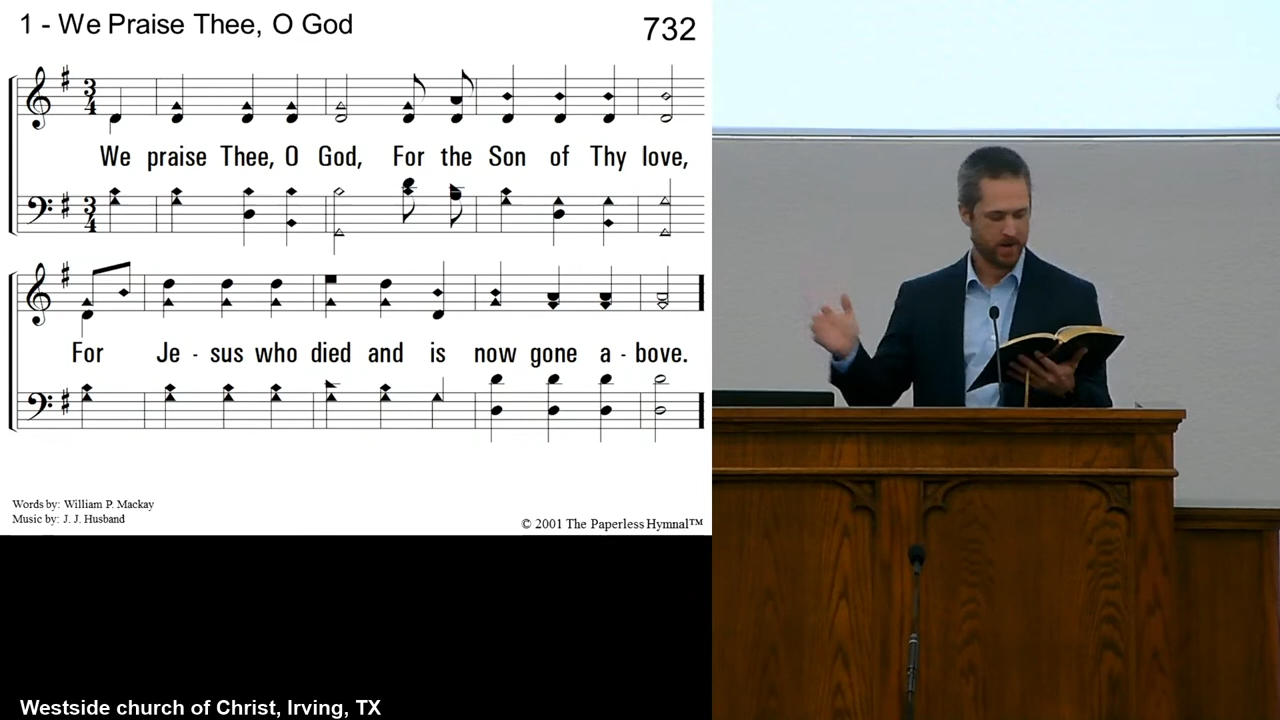 1 - We Praise Thee, O God
732
3
4
We praise Thee, O God, For the Son of Thy love,
3
4
For Je - sus who died and is now gone a - bove.
Words by: William P. Mackay
Music by: J. J. Husband
© 2001 The Paperless Hymnal™
Westside church of Christ, Irving, TX